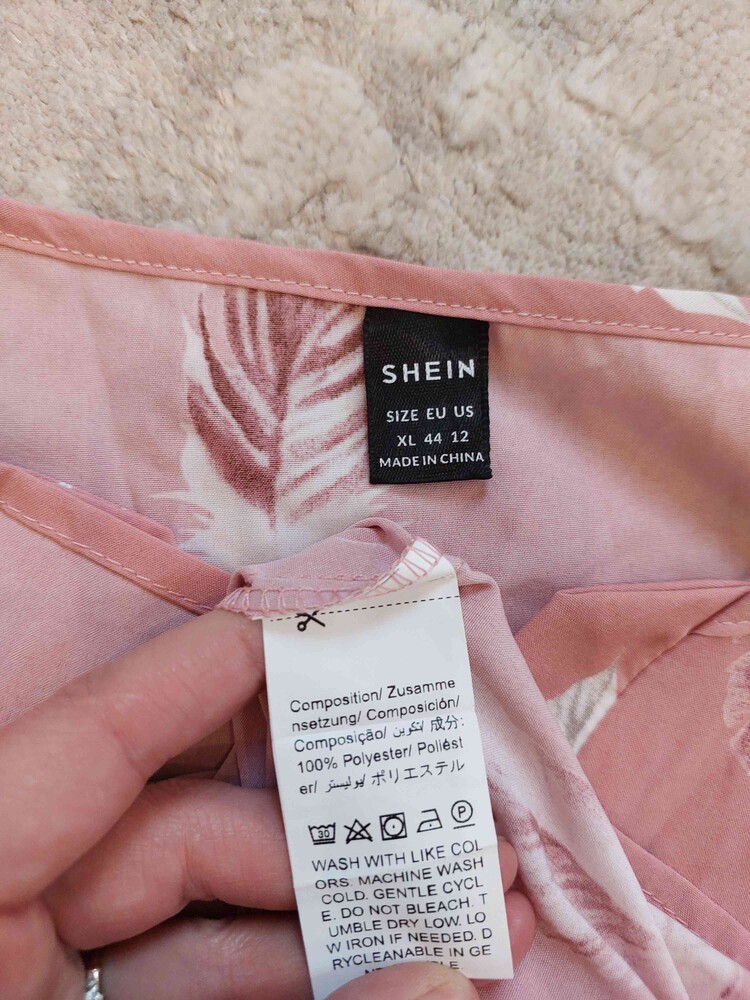 SHEIN
SIZE EU US
XL 44 12
MADE IN CHINA
Composition/ Zusamme
nsetzung/ Composición/
Composição/ تكوين/ 成分:
100% Polyester/ Poliést
er/ بوليستر/ ポリエステル
30 P
WASH WITH LIKE COL
ORS. MACHINE WASH
COLD. GENTLE CYCL
E. DO NOT BLEACH. T
UMBLE DRY LOW. LO
W IRON IF NEEDED. D
RYCLEANABLE IN GE